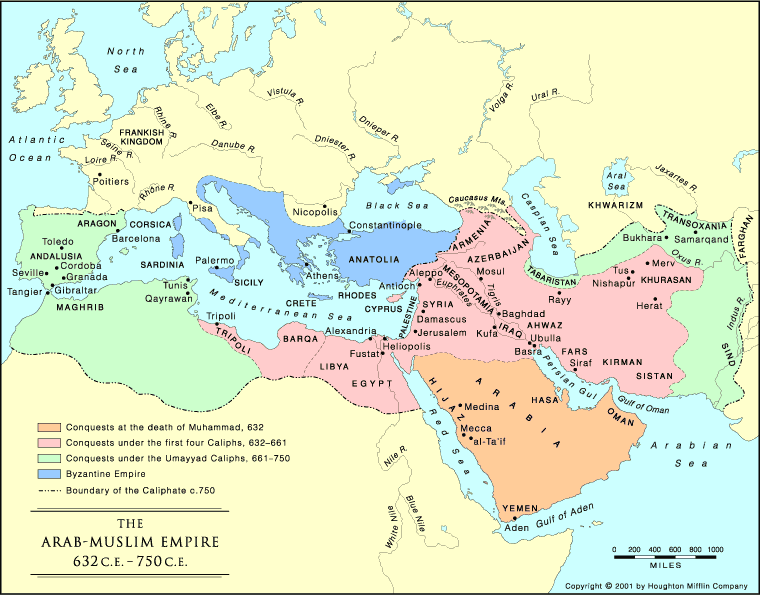 North
Sea
Atlantic
Ocean
Rhine R.
Elbe R.
Vistula R.
Dnieper R.
Dniester R.
Volga R.
Ural R.
FRANKISH
KINGDOM
Seine R.
Loire R.
Danube R.
Poitiers
Rhône R.
Pisa
Nicopolis
Black Sea
Caucasus Mts.
Caspian Sea
Aral
Sea
Jaxartes R.
KHWARIZM
TRANSOXANIA
FARGHAN
Bukhara
Samarqand
Oxus R.
ARAGON
CORSICA
Barcelona
Toledo
ANDALUSIA
Cordoba
Seville
Granada
Tangier
Gibraltar
MAGHRIB
SARDINIA
Palermo
SICILY
Tunis
Qayrawan
Constantinople
ANATOLIA
Athens
RHODES
CRETE
CYPRUS
Mediterranean Sea
Tripoli
TRIPOLI
BARQA
LIBYA
EGYPT
Alexandria
Heliopolis
Fustat
ARMENIA
AZERBAIJAN
Aleppo
Antioch
MESOPOTAMIA
Euphrates
Mosul
Tigris
SYRIA
Damascus
PALESTINE
Jerusalem
Baghdad
Kufa
IRAQ
AHWAZ
Ubulla
Basra
TABARISTAN
Rayy
Tus
Merv
Nishapur
KHURASAN
Herat
Indus R.
SIND
FARS
Siraf
KIRMAN
SISTAN
Persian Gul
Gulf of Oman
HASA
OMAN
ARABIA
HIJAZ
Medina
Mecca
al-Ta'if
Red Sea
YEMEN
Aden
Gulf of Aden
Arabian
Sea
Nile R.
White Nile
Blue Nile
Conquests at the death of Muhammad, 632
Conquests under the first four Caliphs, 632–661
Conquests under the Umayyad Caliphs, 661–750
Byzantine Empire
Boundary of the Caliphate c.750
THE
ARAB-MUSLIM EMPIRE
632 C.E. – 750 C.E.
0 200 400 600 800 1000
MILES
Copyright © 2001 by Houghton Mifflin Company